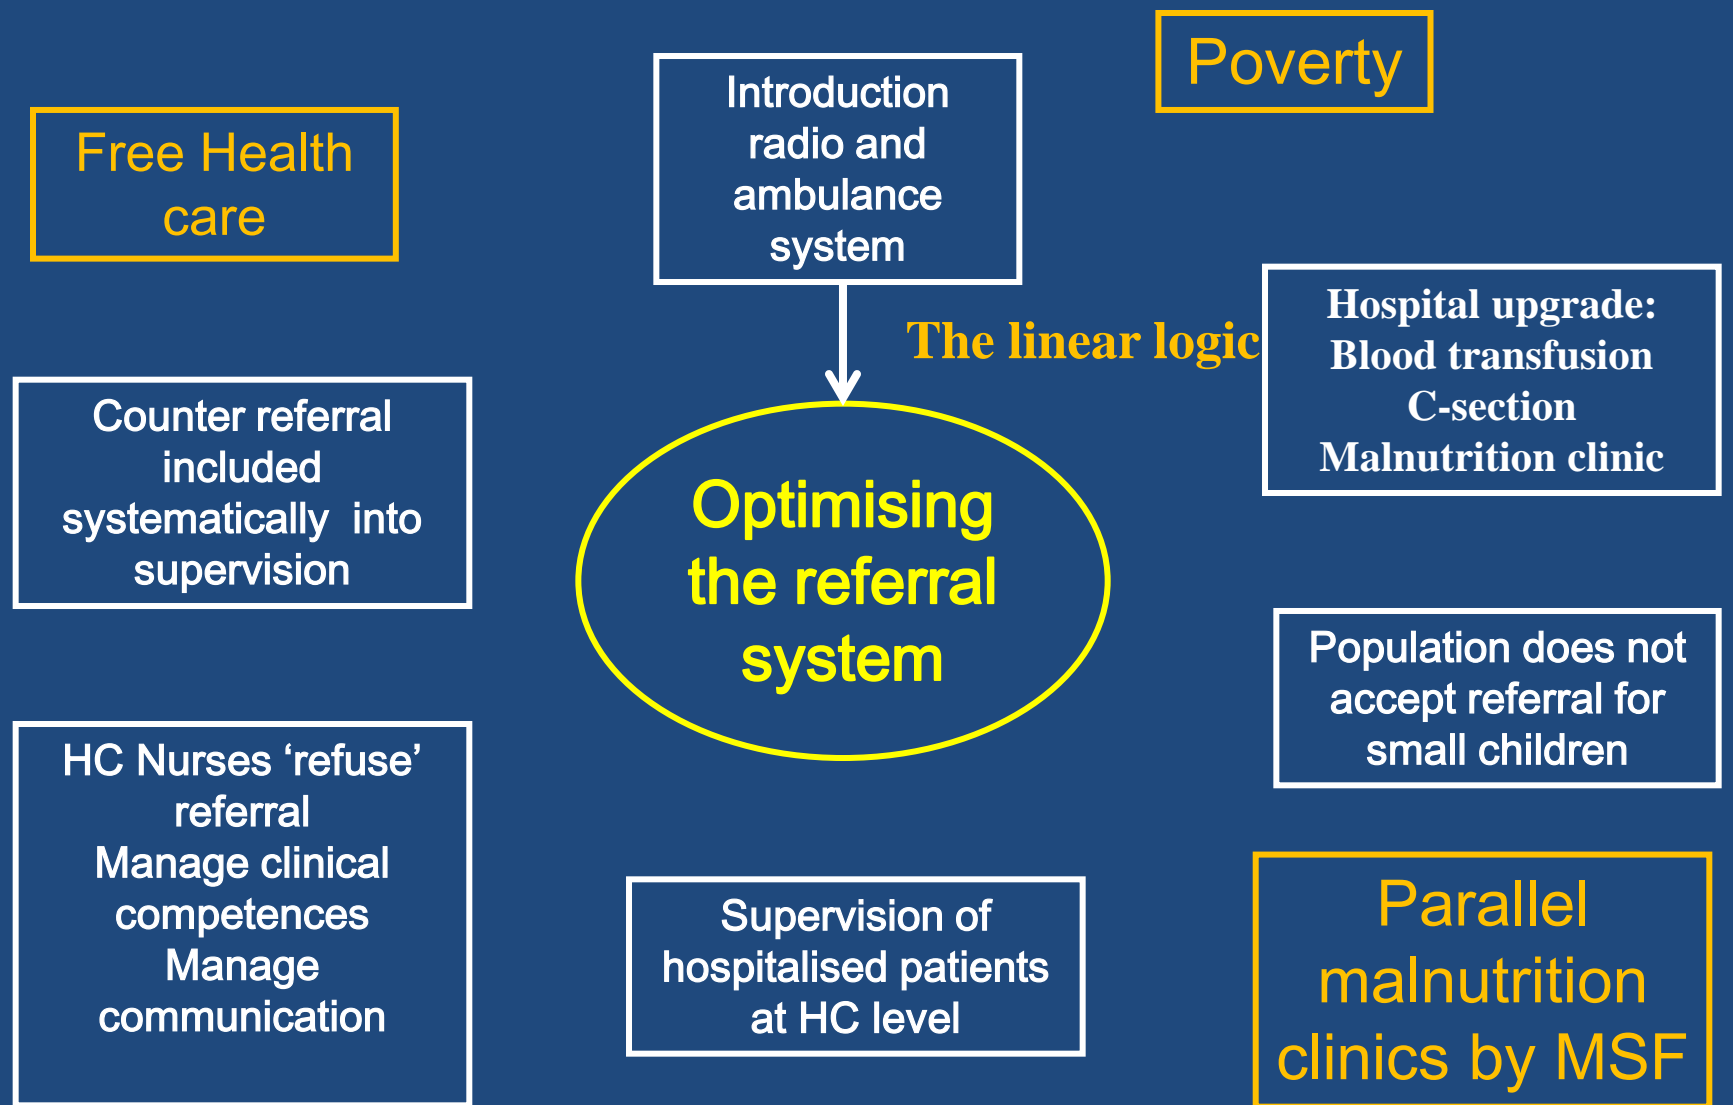 Poverty
Introduction
radio and
ambulance
system
Free Health
care
The linear logic
Hospital upgrade:
Blood transfusion
C-section
Malnutrition clinic
Counter referral
included
systematically into
supervision
Optimising
the referral
system
Population does not
accept referral for
small children
HC Nurses ‘refuse’
referral
Manage clinical
competences
Manage
communication
Supervision of
hospitalised patients
at HC level
Parallel
malnutrition
clinics by MSF